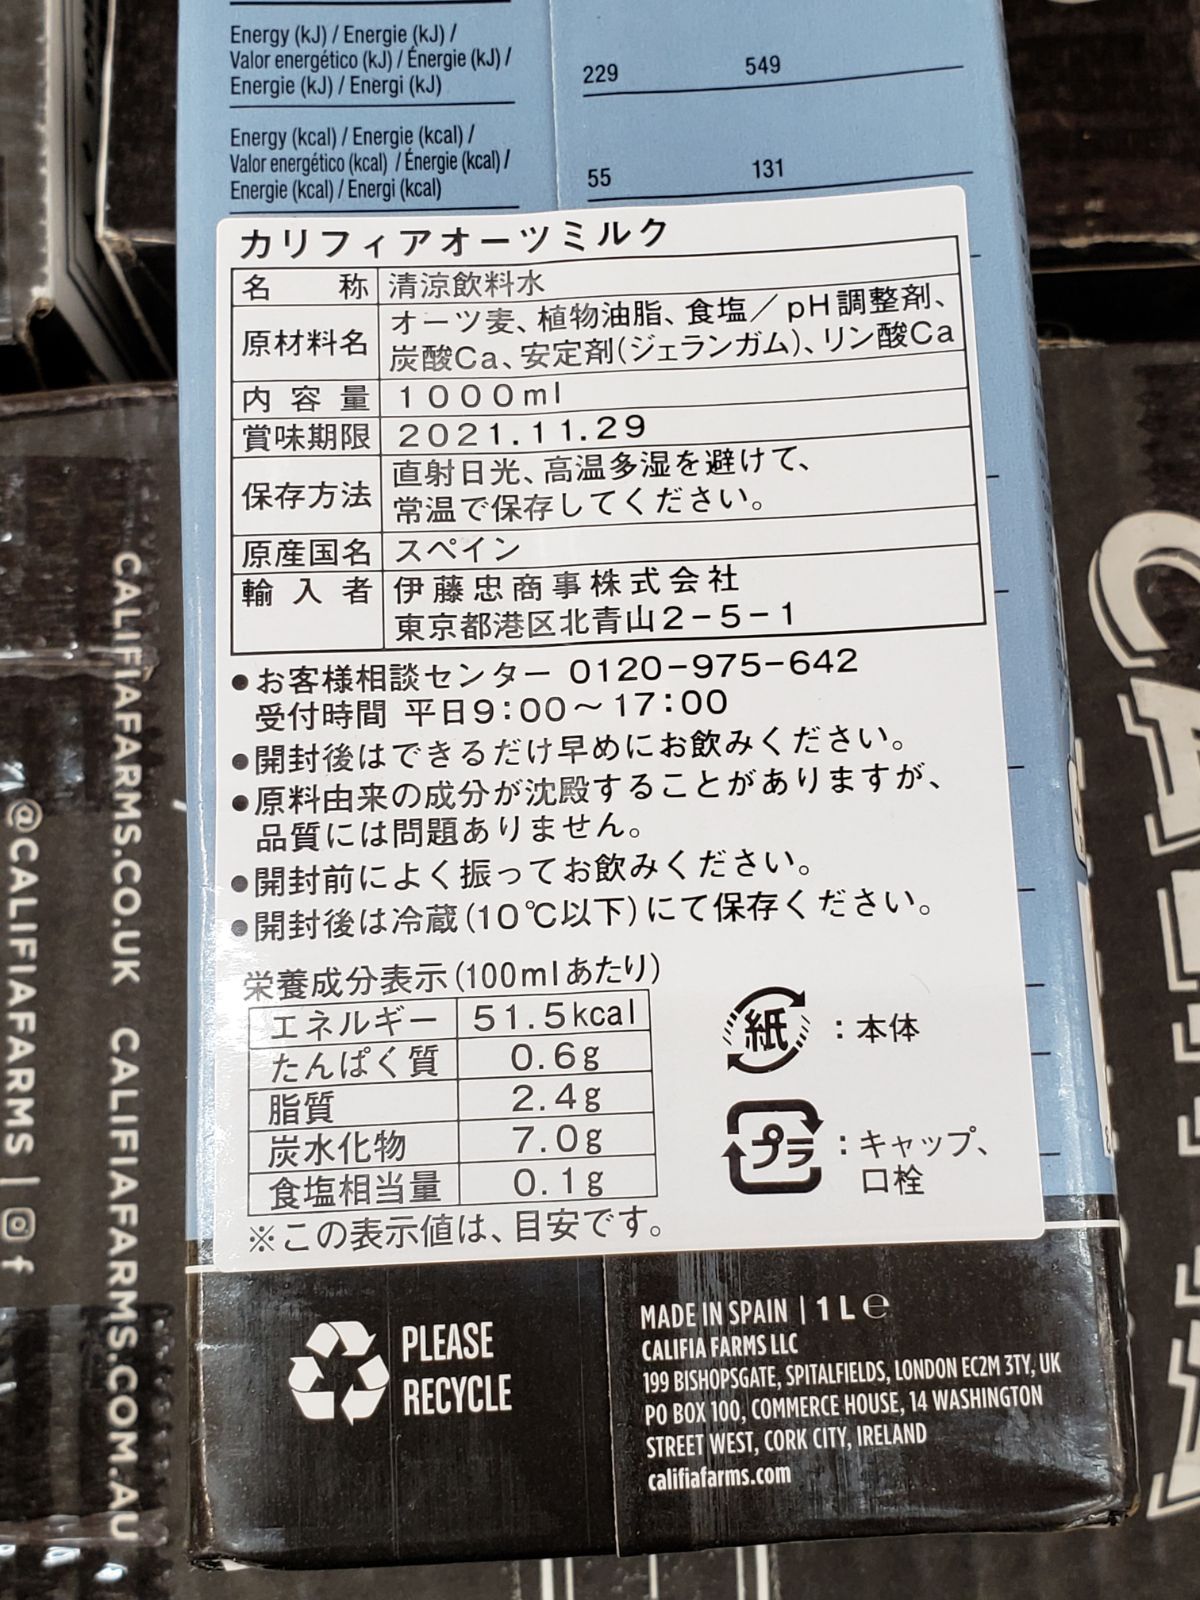 Energy (kJ) / Energie (kJ) /
Valor energético (kJ) / Énergie (kJ) /
Energie (kJ) / Energi (kJ)
229 549
Energy (kcal) / Energie (kcal) /
Valor energético (kcal) / Énergie (kcal) /
Energie (kcal) / Energi (kcal)
55 131
カリフィアオーツミルク
名称 清涼飲料水
原材料名 オーツ麦、植物油脂、食塩／pH調整剤、
炭酸Ca、安定剤(ジェランガム)、リン酸Ca
内容量 1000ml
賞味期限 2021.11.29
保存方法 直射日光、高温多湿を避けて、
常温で保存してください。
原産国名 スペイン
輸入者 伊藤忠商事株式会社
東京都港区北青山2-5-1
●お客様相談センター 0120-975-642
受付時間 平日9:00〜17:00
●開封後はできるだけ早めにお飲みください。
●原料由来の成分が沈殿することがありますが、
品質には問題ありません。
●開封前によく振ってお飲みください。
●開封後は冷蔵(10℃以下)にて保存ください。
栄養成分表示(100mlあたり)
エネルギー 51.5kcal
たんぱく質 0.6g
脂質 2.4g
炭水化物 7.0g
食塩相当量 0.1g
※この表示値は、目安です。
紙 :本体
プラ :キャップ、
口栓
PLEASE
RECYCLE
MADE IN SPAIN | 1 L ℮
CALIFIA FARMS LLC
199 BISHOPSGATE, SPITALFIELDS, LONDON EC2M 3TY, UK
PO BOX 100, COMMERCE HOUSE, 14 WASHINGTON
STREET WEST, CORK CITY, IRELAND
califiafarms.com
CALIFIAFARMS.CO.UK CALIFIAFARMS.COM.AU
@CALIFIAFARMS |
CALIFIA